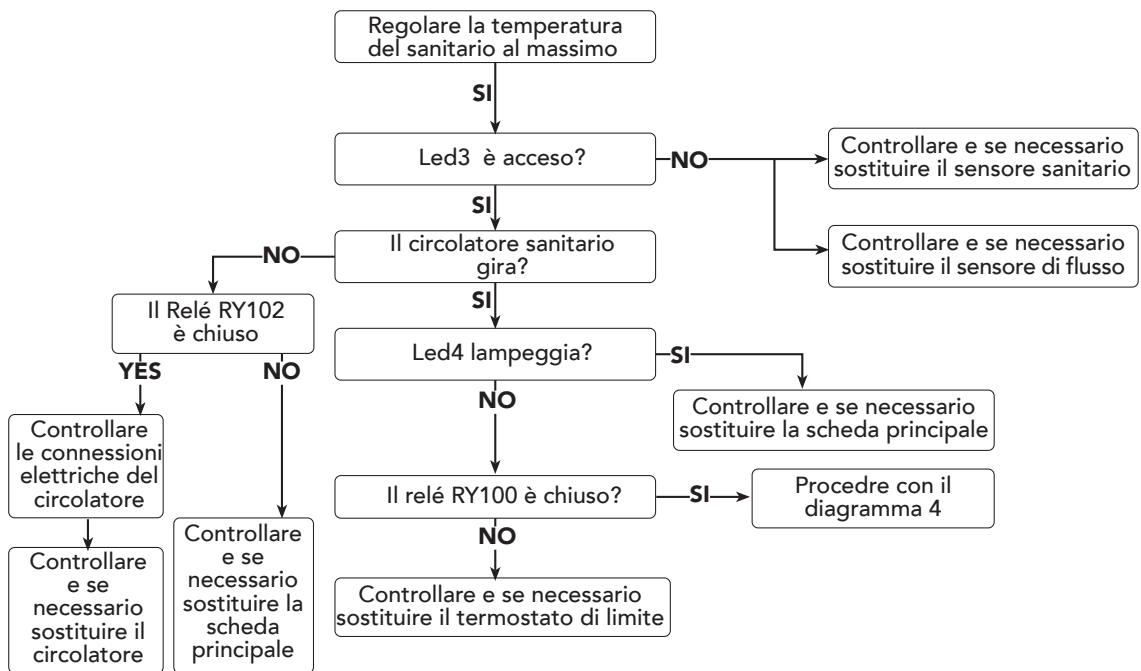 Regolare la temperatura
del sanitario al massimo
SI
Led3 è acceso?
NO
Controllare e se necessario
sostituire il sensore sanitario
SI
Controllare e se necessario
sostituire il sensore di flusso
Il circolatore sanitario
gira?
NO
SI
Il Relé RY102
è chiuso
Led4 lampeggia?
SI
YES
NO
NO
Controllare e se necessario
sostituire la scheda principale
Controllare
le connessioni
elettriche del
circolatore
Il relé RY100 è chiuso?
SI
Procedre con il
diagramma 4
NO
Controllare
e se
necessario
sostituire il
circolatore
Controllare
e se
necessario
sostituire la
scheda
principale
Controllare e se necessario
sostituire il termostato di limite